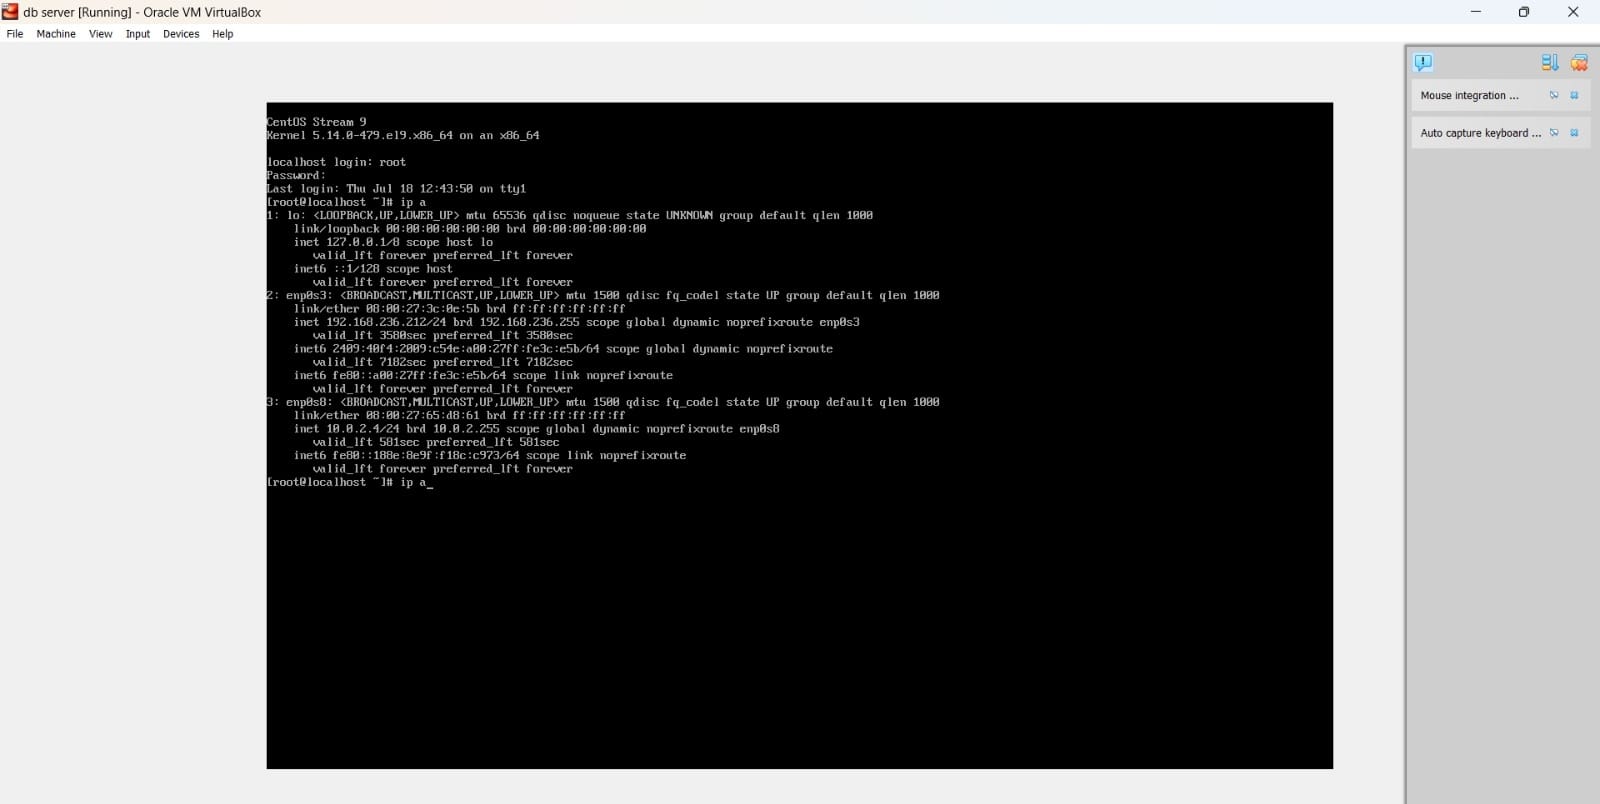 db server [Running] - Oracle VM VirtualBox
File Machine View Input Devices Help
Mouse integration ...
Auto capture keyboard ...
CentOS Stream 9
Kernel 5.14.0-479.el9.x86_64 on an x86_64
localhost login: root
Password:
Last login: Thu Jul 18 12:43:50 on tty1
[root@localhost ~]# ip a
1: lo: <LOOPBACK,UP,LOWER_UP> mtu 65536 qdisc noqueue state UNKNOWN group default qlen 1000
link/loopback 00:00:00:00:00:00 brd 00:00:00:00:00:00
inet 127.0.0.1/8 scope host lo
valid_lft forever preferred_lft forever
inet6 ::1/128 scope host
valid_lft forever preferred_lft forever
2: enp0s3: <BROADCAST,MULTICAST,UP,LOWER_UP> mtu 1500 qdisc fq_codel state UP group default qlen 1000
link/ether 08:00:27:3c:0e:5b brd ff:ff:ff:ff:ff:ff
inet 192.168.236.212/24 brd 192.168.236.255 scope global dynamic noprefixroute enp0s3
valid_lft 3580sec preferred_lft 3580sec
inet6 2409:40f4:2009:c54e:a00:27ff:fe3c:e5b/64 scope global dynamic noprefixroute
valid_lft 7182sec preferred_lft 7182sec
inet6 fe80::a00:27ff:fe3c:e5b/64 scope link noprefixroute
valid_lft forever preferred_lft forever
3: enp0s8: <BROADCAST,MULTICAST,UP,LOWER_UP> mtu 1500 qdisc fq_codel state UP group default qlen 1000
link/ether 08:00:27:65:d8:61 brd ff:ff:ff:ff:ff:ff
inet 10.0.2.4/24 brd 10.0.2.255 scope global dynamic noprefixroute enp0s8
valid_lft 581sec preferred_lft 581sec
inet6 fe80::188e:8e9f:f18c:c973/64 scope link noprefixroute
valid_lft forever preferred_lft forever
[root@localhost ~]# ip a_